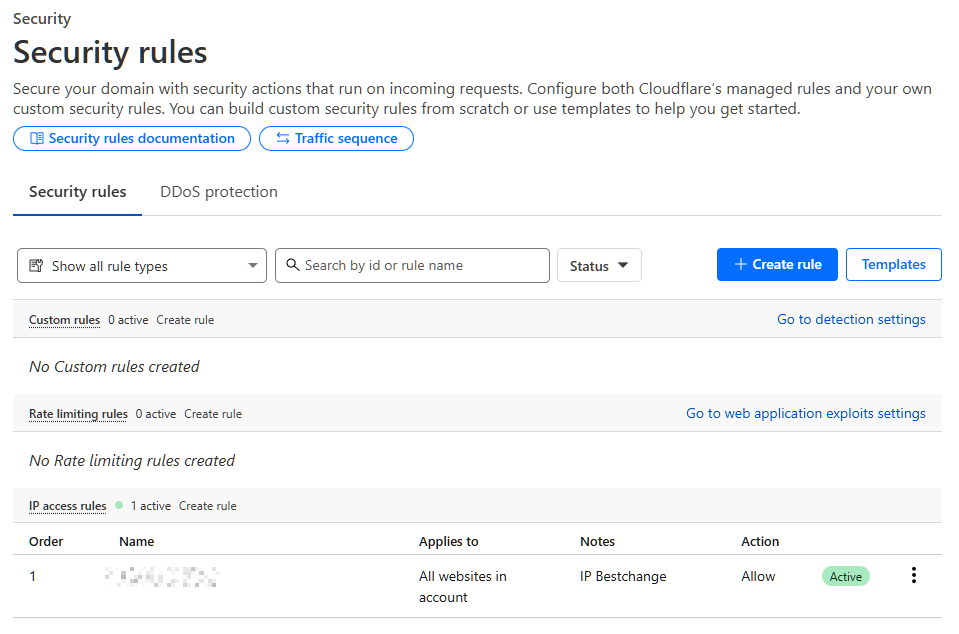 Security
Security rules
Secure your domain with security actions that run on incoming requests. Configure both Cloudflare’s managed rules and your own
custom security rules. You can build custom security rules from scratch or use templates to help you get started.
Security rules documentation Traffic sequence
Security rules DDoS protection
Show all rule types Search by id or rule name Status + Create rule Templates
Custom rules 0 active Create rule Go to detection settings
No Custom rules created
Rate limiting rules 0 active Create rule Go to web application exploits settings
No Rate limiting rules created
IP access rules 1 active Create rule
Order Name Applies to Notes Action
1 All websites in IP Bestchange Allow Active
account